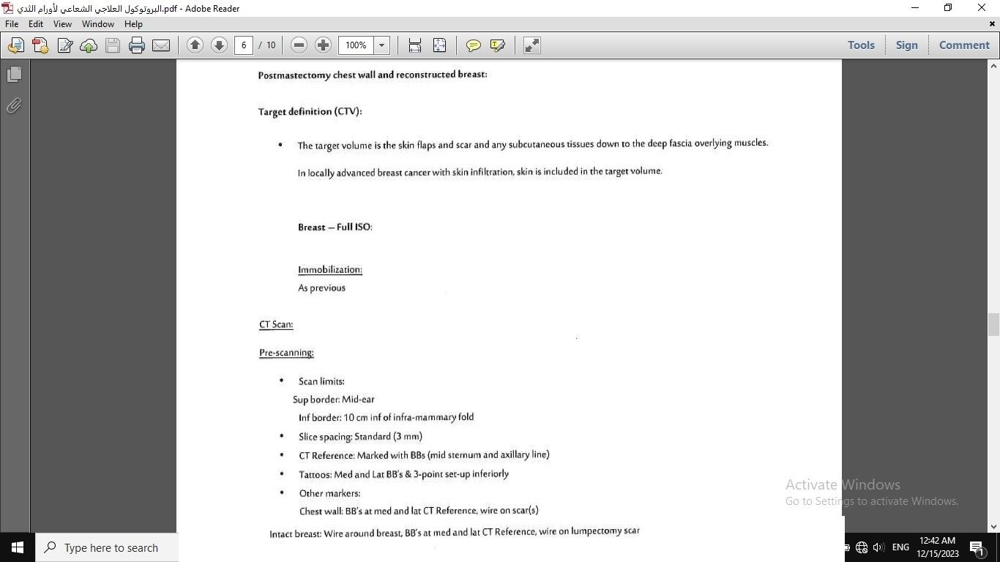 البروتوكول العلاجي الشعاعي لأورام الثدي.pdf - Adobe Reader
File Edit View Window Help
6 / 10 100% Tools Sign Comment
Postmastectomy chest wall and reconstructed breast:
Target definition (CTV):
• The target volume is the skin flaps and scar and any subcutaneous tissues down to the deep fascia overlying muscles.
In locally advanced breast cancer with skin infiltration, skin is included in the target volume.
Breast – Full ISO:
Immobilization:
As previous
CT Scan:
Pre-scanning:
• Scan limits:
Sup border: Mid-ear
Inf border: 10 cm inf of infra-mammary fold
• Slice spacing: Standard (3 mm)
• CT Reference: Marked with BBs (mid sternum and axillary line)
• Tattoos: Med and Lat BB's & 3-point set-up inferiorly
• Other markers:
Chest wall: BB's at med and lat CT Reference, wire on scar(s)
Intact breast: Wire around breast, BB's at med and lat CT Reference, wire on lumpectomy scar
Activate Windows
Go to Settings to activate Windows.
Type here to search
ENG
12:42 AM
12/15/2023
1